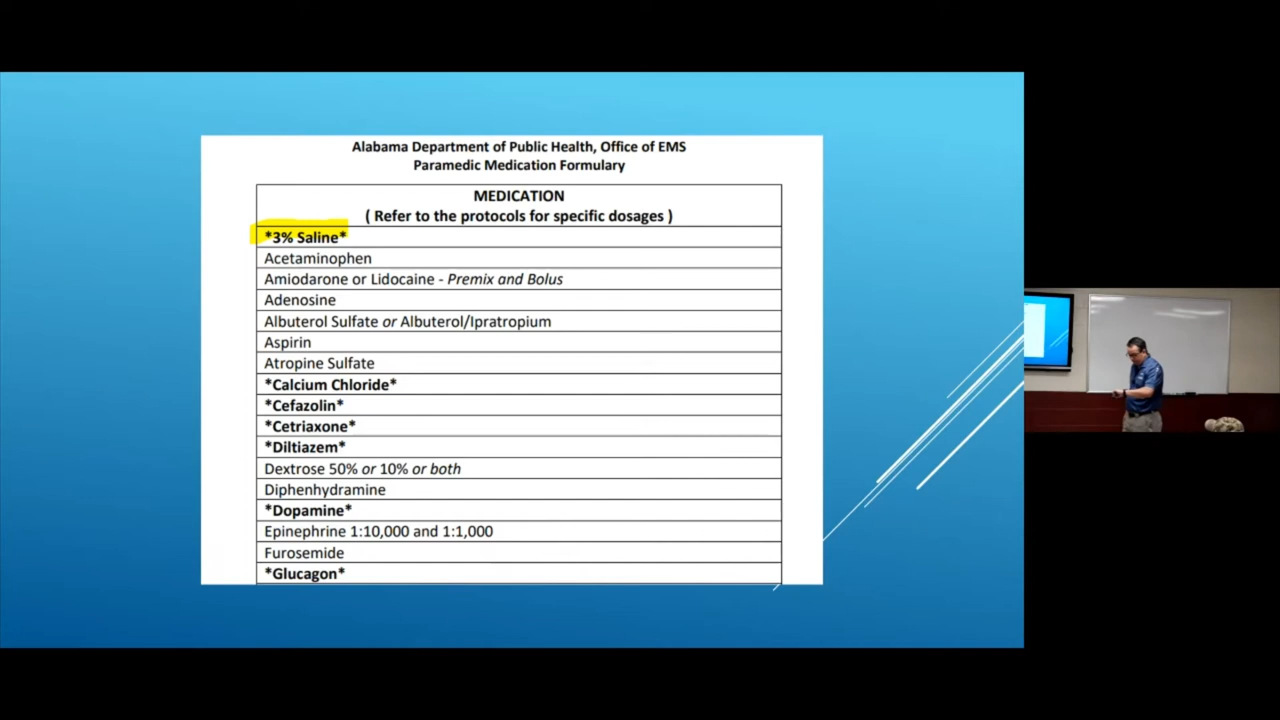 Alabama Department of Public Health, Office of EMS
Paramedic Medication Formulary
MEDICATION
( Refer to the protocols for specific dosages )
*3% Saline*
Acetaminophen
Amiodarone or Lidocaine - Premix and Bolus
Adenosine
Albuterol Sulfate or Albuterol/Ipratropium
Aspirin
Atropine Sulfate
*Calcium Chloride*
*Cefazolin*
*Cetriaxone*
*Diltiazem*
Dextrose 50% or 10% or both
Diphenhydramine
*Dopamine*
Epinephrine 1:10,000 and 1:1,000
Furosemide
*Glucagon*